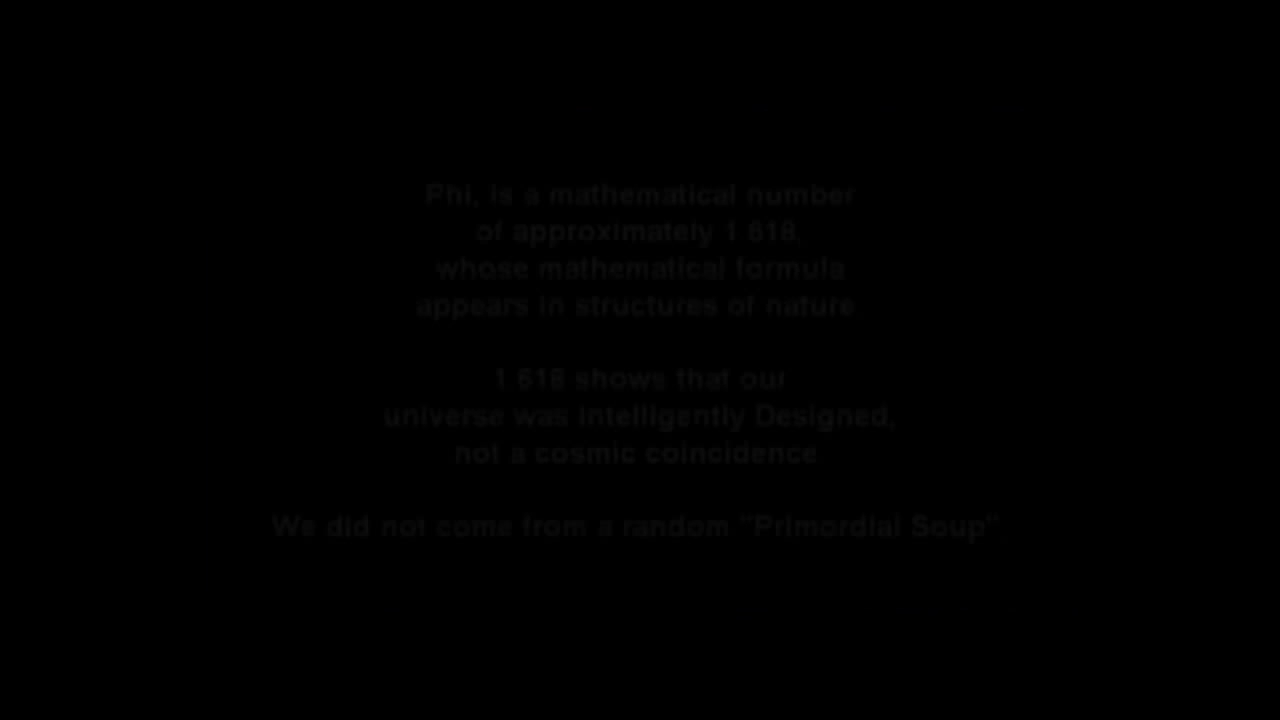 Phi, is a mathematical number
of approximately 1.618,
whose mathematical formula
appears in structures of nature.
1.618 shows that our
universe was Intelligently Designed,
not a cosmic coincidence.
We did not come from a random "Primordial Soup".